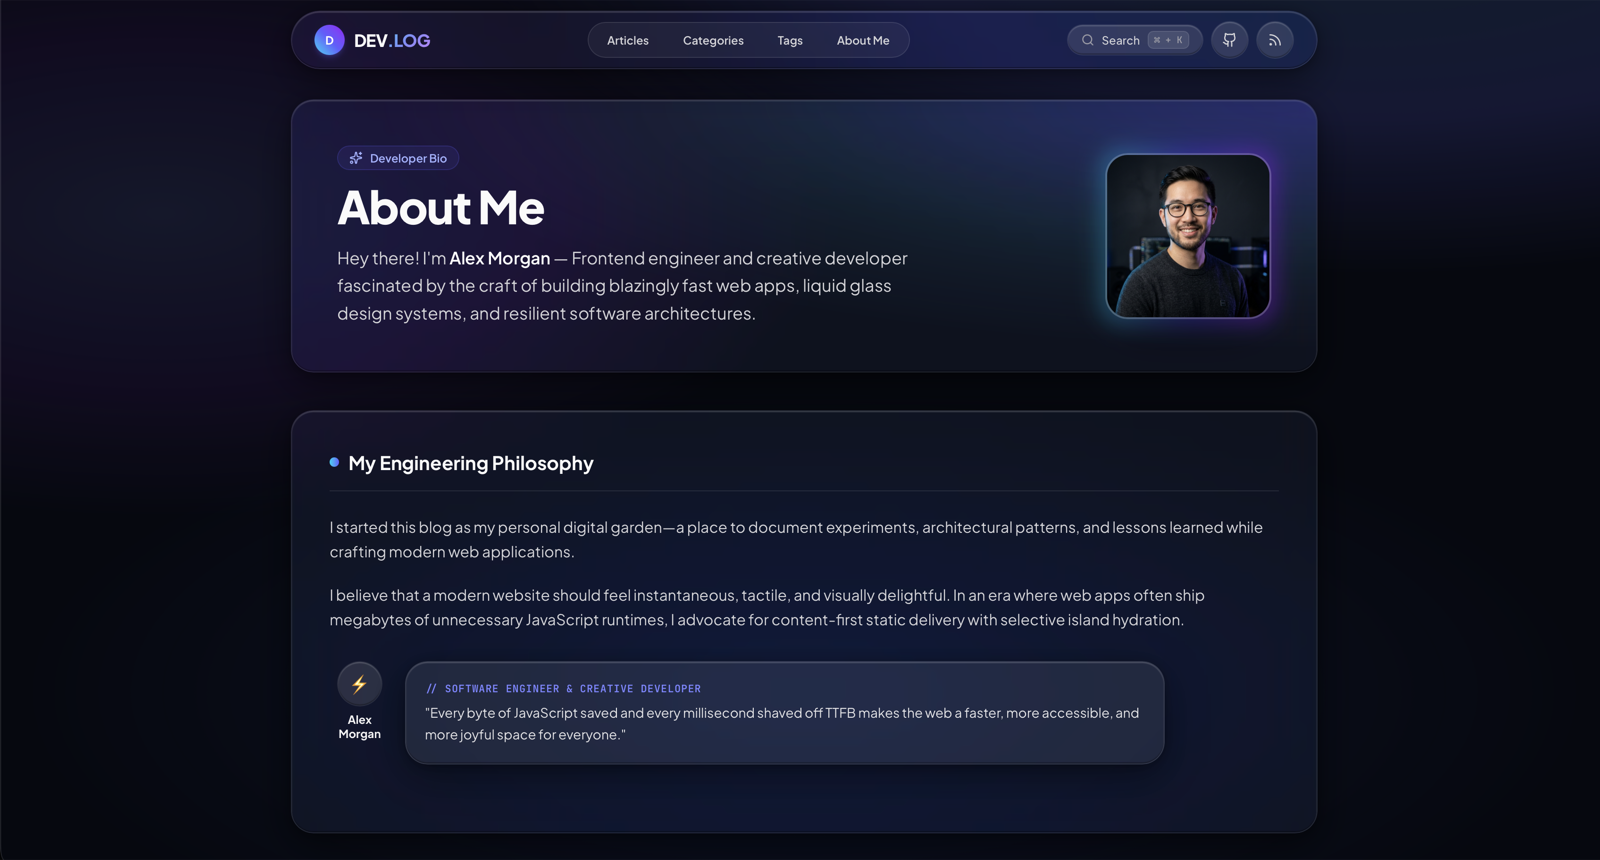 D DEV.LOG
Articles Categories Tags About Me
Search ⌘ + K
Developer Bio
About Me
Hey there! I'm Alex Morgan — Frontend engineer and creative developer
fascinated by the craft of building blazingly fast web apps, liquid glass
design systems, and resilient software architectures.
My Engineering Philosophy
I started this blog as my personal digital garden—a place to document experiments, architectural patterns, and lessons learned while
crafting modern web applications.
I believe that a modern website should feel instantaneous, tactile, and visually delightful. In an era where web apps often ship
megabytes of unnecessary JavaScript runtimes, I advocate for content-first static delivery with selective island hydration.
Alex
Morgan
// SOFTWARE ENGINEER & CREATIVE DEVELOPER
"Every byte of JavaScript saved and every millisecond shaved off TTFB makes the web a faster, more accessible, and
more joyful space for everyone."